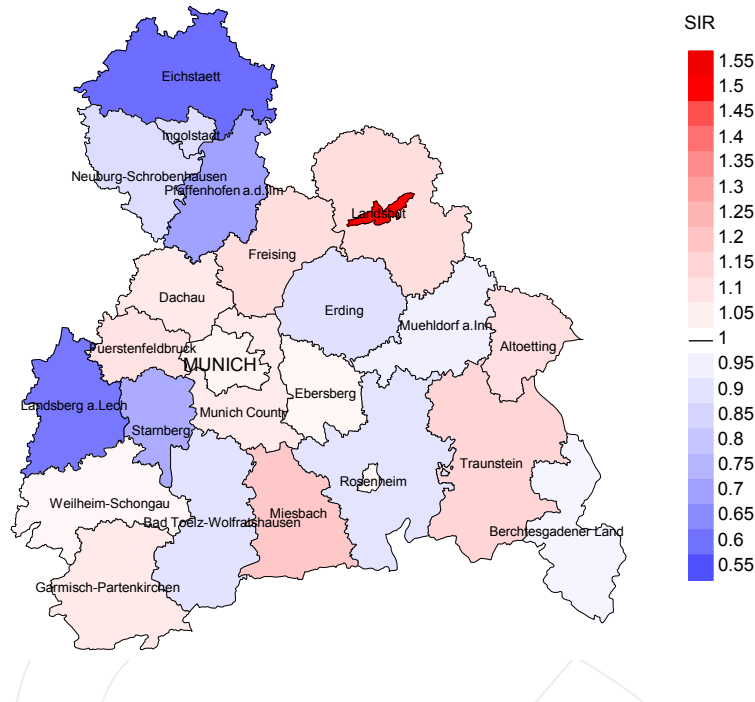 SIR
1.55
1.5
1.45
1.4
1.35
1.3
1.25
1.2
1.15
1.1
1.05
1
0.95
0.9
0.85
0.8
0.75
0.7
0.65
0.6
0.55
Eichstaett
Ingolstadt
Neuburg-Schrobenhausen
Pfaffenhofen a.d.Ilm
Landshut
Freising
Dachau
Erding
Muehldorf a.Inn
Altoetting
Fuerstenfeldbruck
MUNICH
Ebersberg
Landsberg a.Lech
Starnberg
Munich County
Traunstein
Rosenheim
Weilheim-Schongau
Miesbach
Bad Toelz-Wolfratshausen
Berchtesgadener Land
Garmisch-Partenkirchen